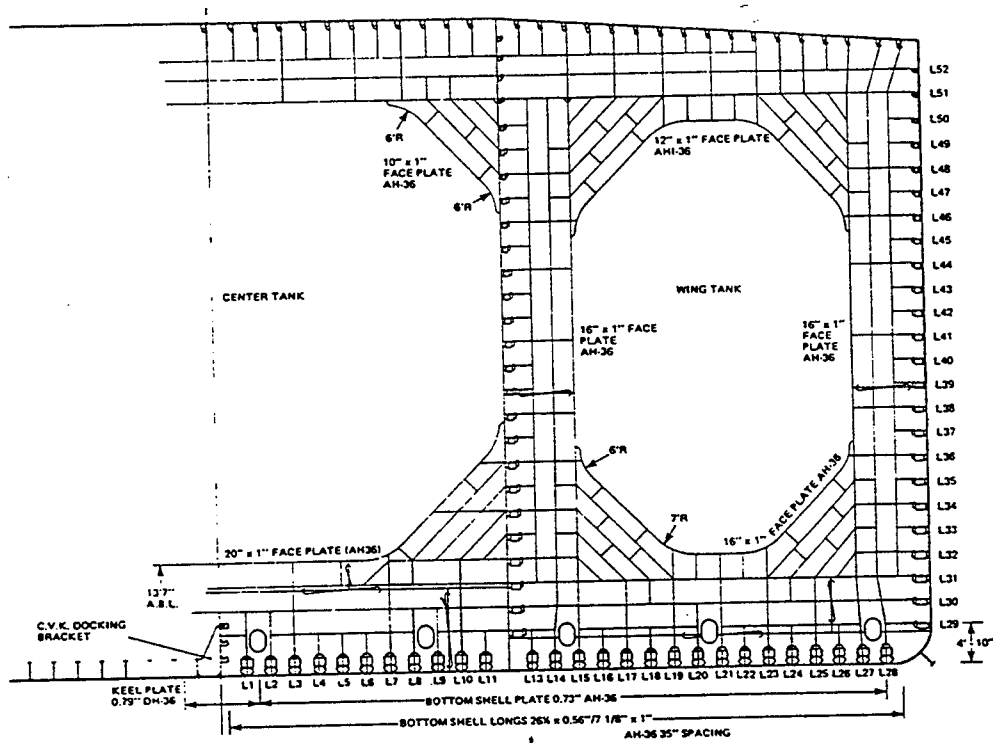 L52
L51
L50
L49
L48
L47
L46
L45
L44
L43
L42
L41
L40
L39
L38
L37
L36
L35
L34
L33
L32
L31
L30
L29
6'R
10" x 1"
FACE PLATE
AH-36
6'R
12" x 1" FACE PLATE
AHI-36
CENTER TANK
WING TANK
16" x 1" FACE
PLATE
AH-36
16" x 1"
FACE
PLATE
AH-36
6'R
7'R
16" x 1" FACE PLATE AH-36
20" x 1" FACE PLATE (AH36)
13'7"
A.B.L.
C.V.K. DOCKING
BRACKET
4' 10"
L1 L2 L3 L4 L5 L6 L7 L8 L9 L10 L11 L13 L14 L15 L16 L17 L18 L19 L20 L21 L22 L23 L24 L25 L26 L27 L28
KEEL PLATE
0.79" DH-36
BOTTOM SHELL PLATE 0.73" AH-36
BOTTOM SHELL LONGS 26¼ x 0.56"/7 1/8" x 1"
AH-36 35" SPACING